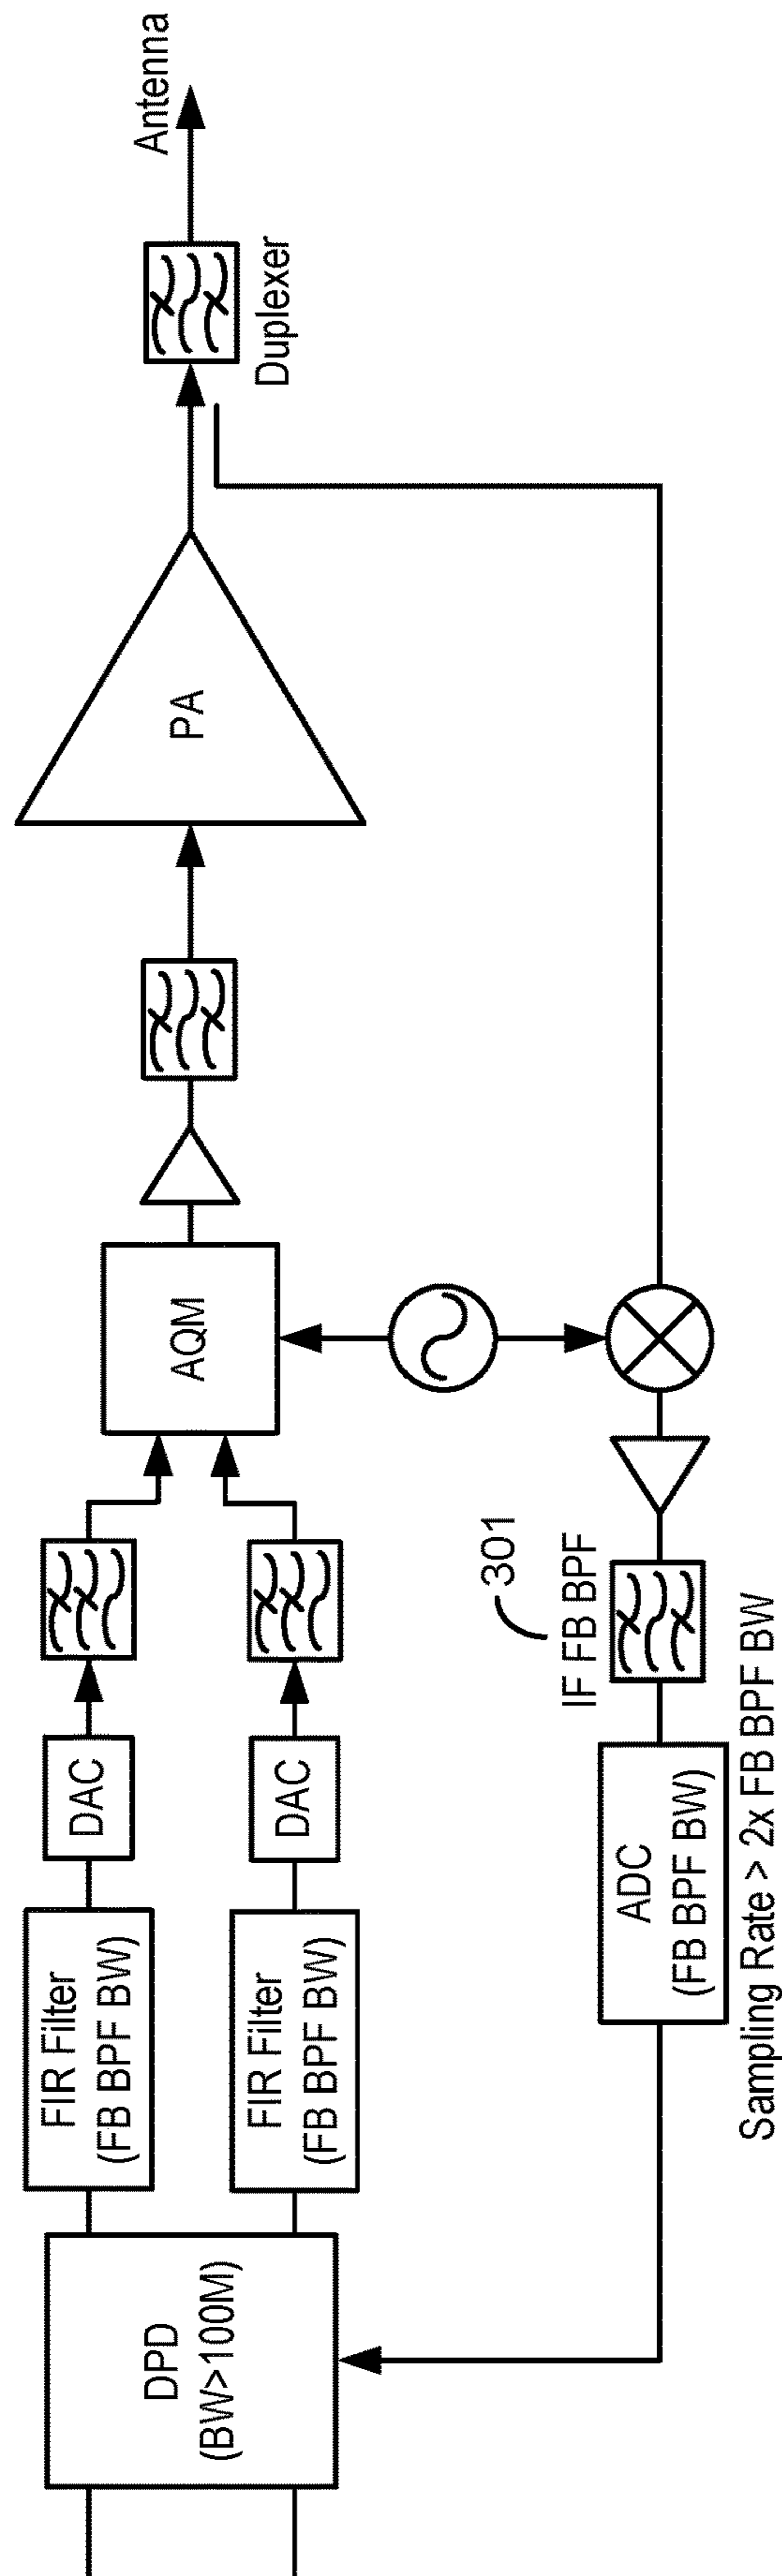 DPD
(BW>100M)
FIR Filter
(FB BPF BW)
DAC
FIR Filter
(FB BPF BW)
DAC
AQM
PA
Duplexer
Antenna
301
IF FB BPF
ADC
(FB BPF BW)
Sampling Rate > 2x FB BPF BW